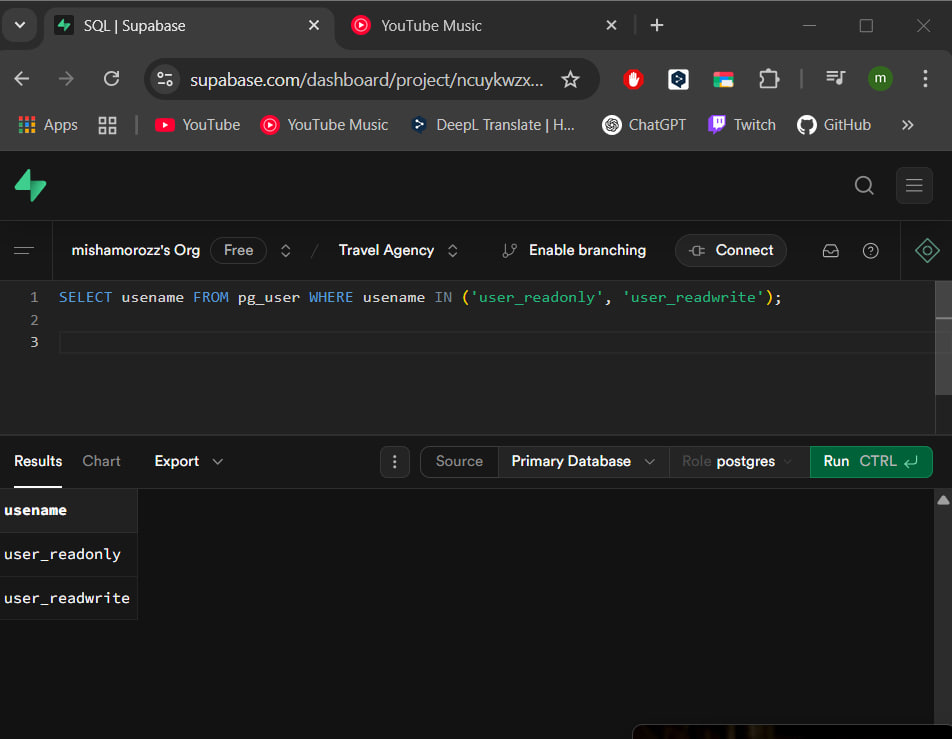 SQL | Supabase
YouTube Music
supabase.com/dashboard/project/ncuykwzx...
m
Apps
YouTube
YouTube Music
DeepL Translate | H...
ChatGPT
Twitch
GitHub
mishamorozz's Org
Free
/
Travel Agency
Enable branching
Connect
1 SELECT usename FROM pg_user WHERE usename IN ('user_readonly', 'user_readwrite');
2
3
Results
Chart
Export
Source
Primary Database
Role postgres
Run CTRL
usename
user_readonly
user_readwrite